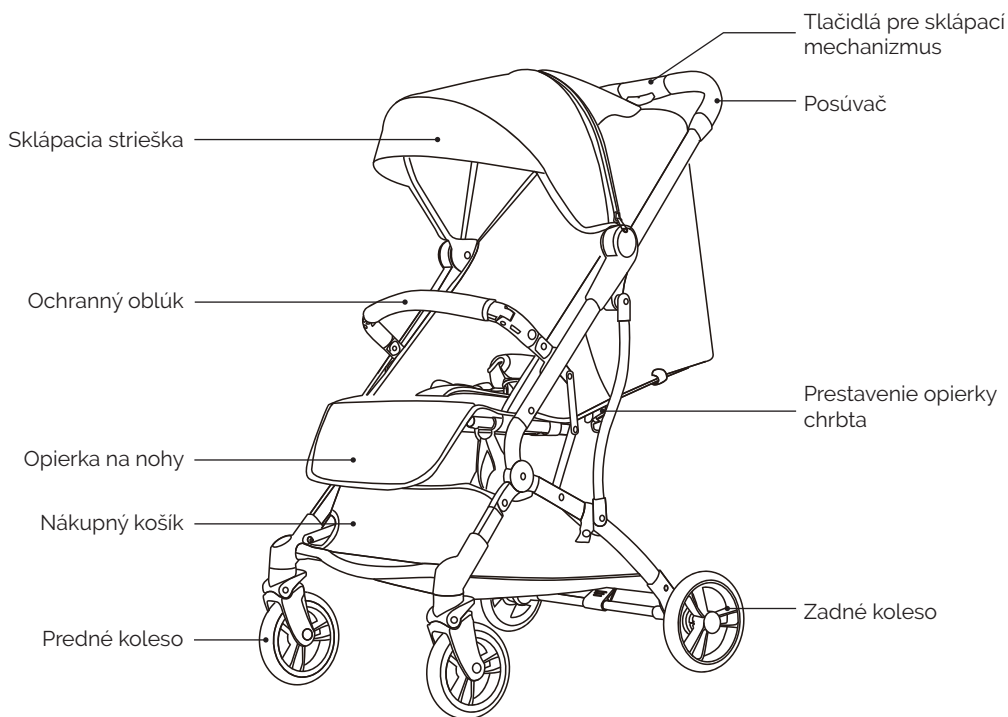 Tlačidlá pre sklápací
mechanizmus
Posúvač
Sklápacia strieška
Ochranný oblúk
Prestavenie opierky
chrbta
Opierka na nohy
Nákupný košík
Zadné koleso
Predné koleso